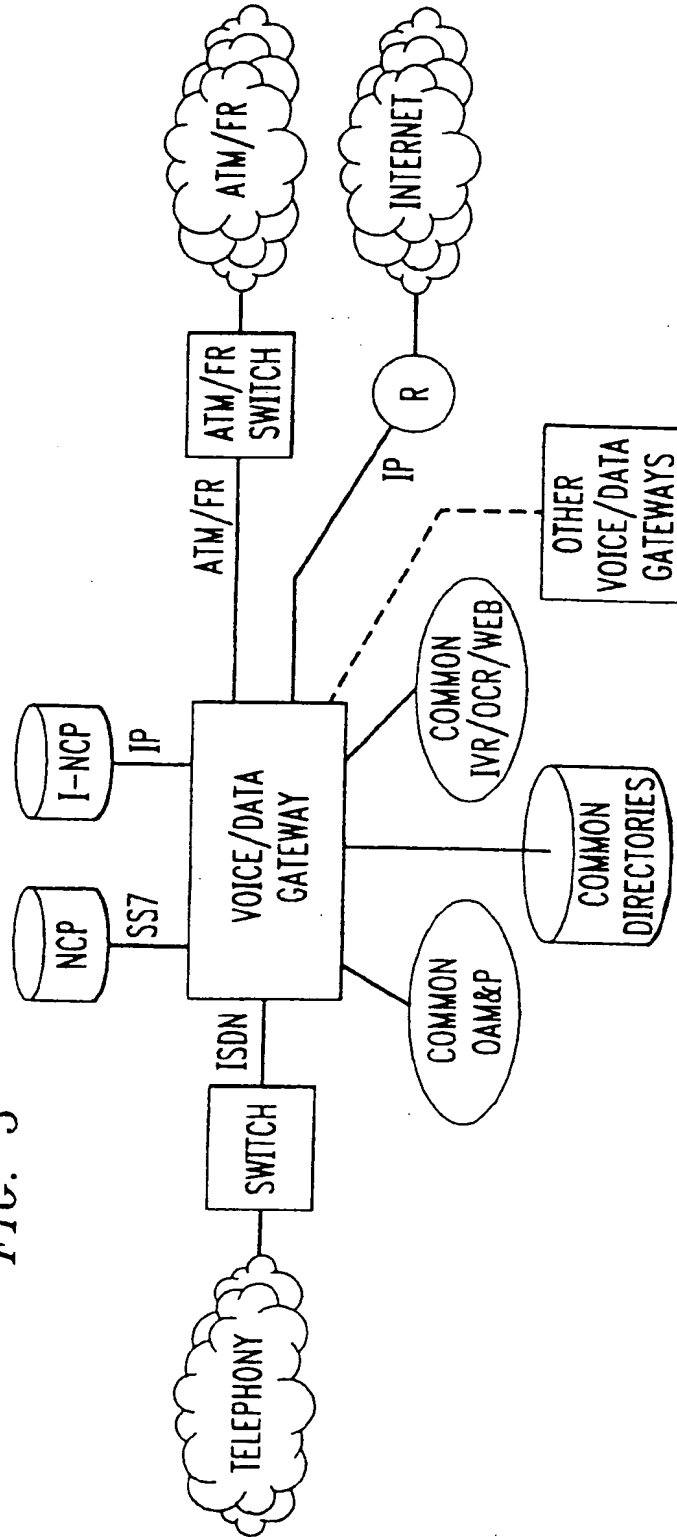 FIG. 3
NCP
I-NCP
SS7
IP
TELEPHONY
SWITCH
ISDN
VOICE/DATA
GATEWAY
ATM/FR
ATM/FR
SWITCH
ATM/FR
IP
R
INTERNET
COMMON
OAM&P
COMMON
DIRECTORIES
COMMON
IVR/OCR/WEB
OTHER
VOICE/DATA
GATEWAYS